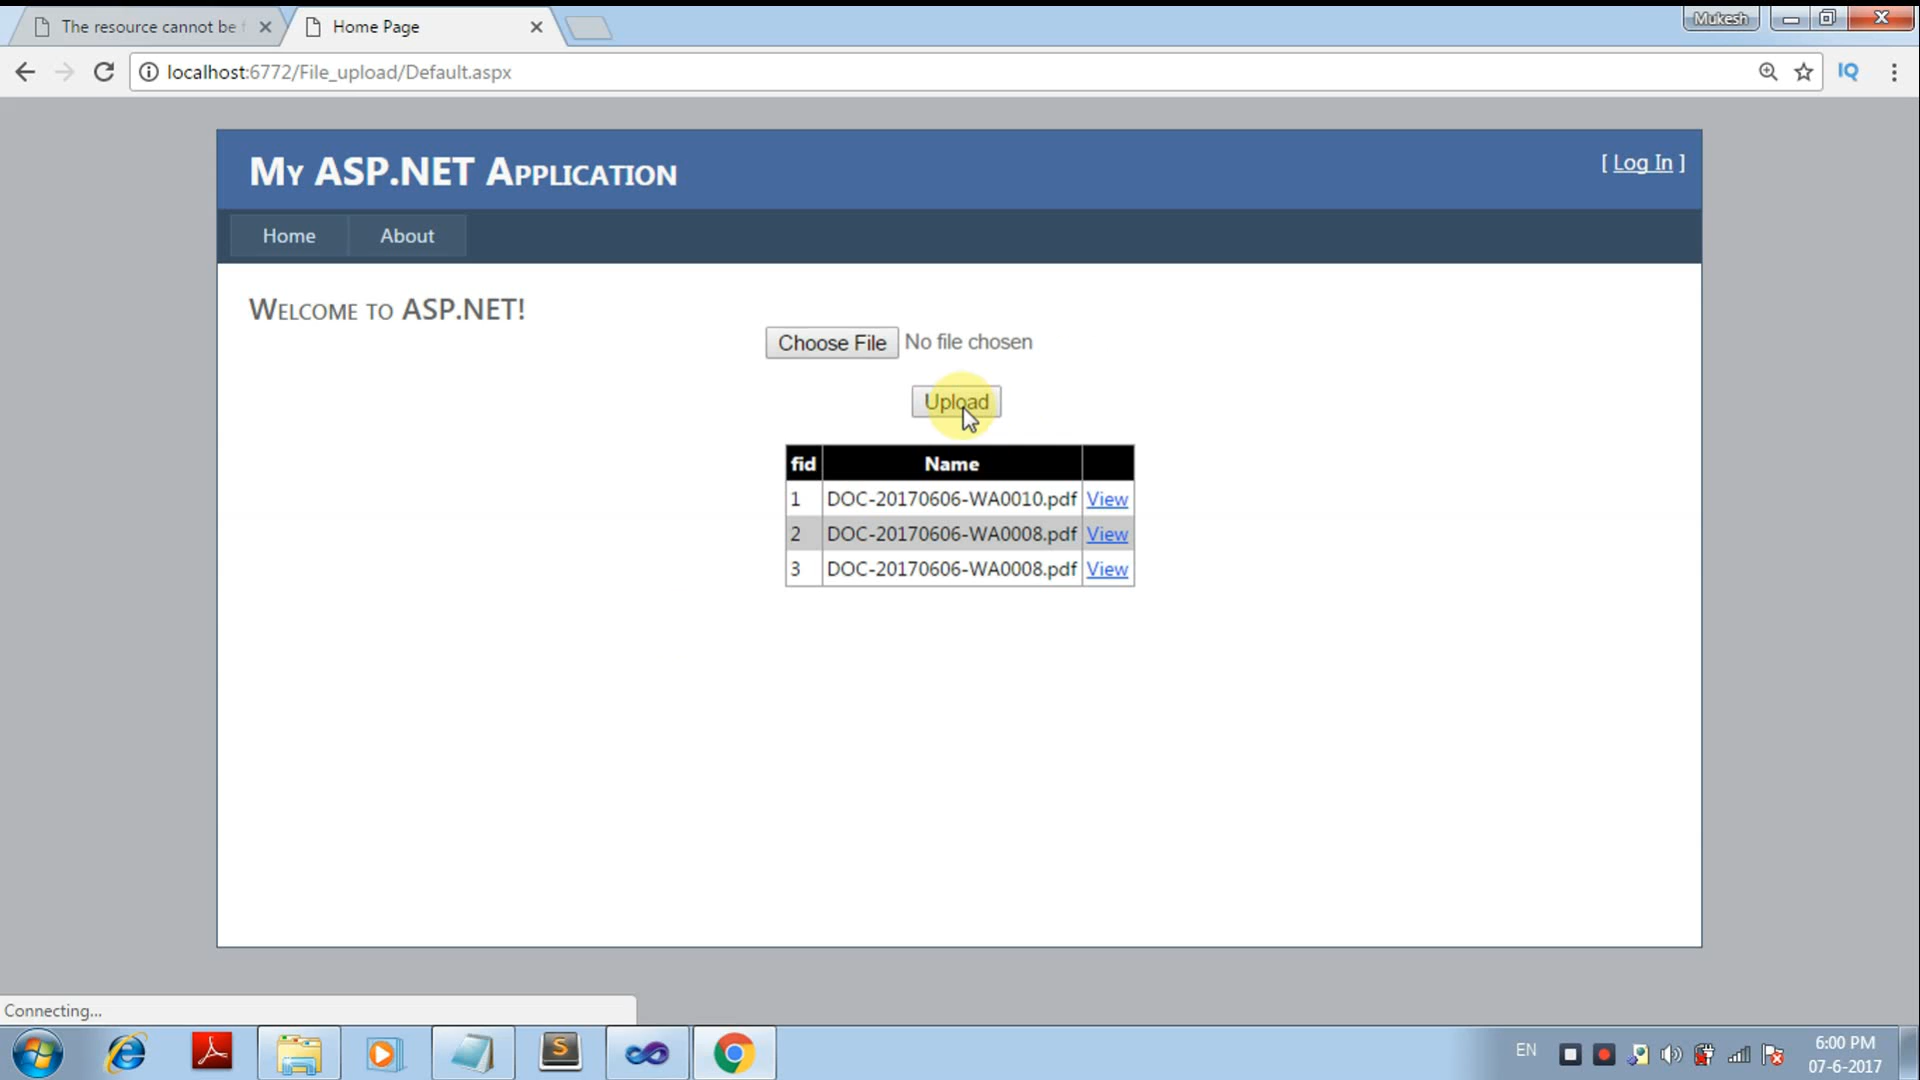 The resource cannot be
Home Page
Mukesh
localhost:6772/File_upload/Default.aspx
IQ
My ASP.NET Application
[ Log In ]
Home
About
Welcome to ASP.NET!
Choose File No file chosen
Upload
fid Name
1 DOC-20170606-WA0010.pdf View
2 DOC-20170606-WA0008.pdf View
3 DOC-20170606-WA0008.pdf View
Connecting...
S
EN
6:00 PM
07-6-2017